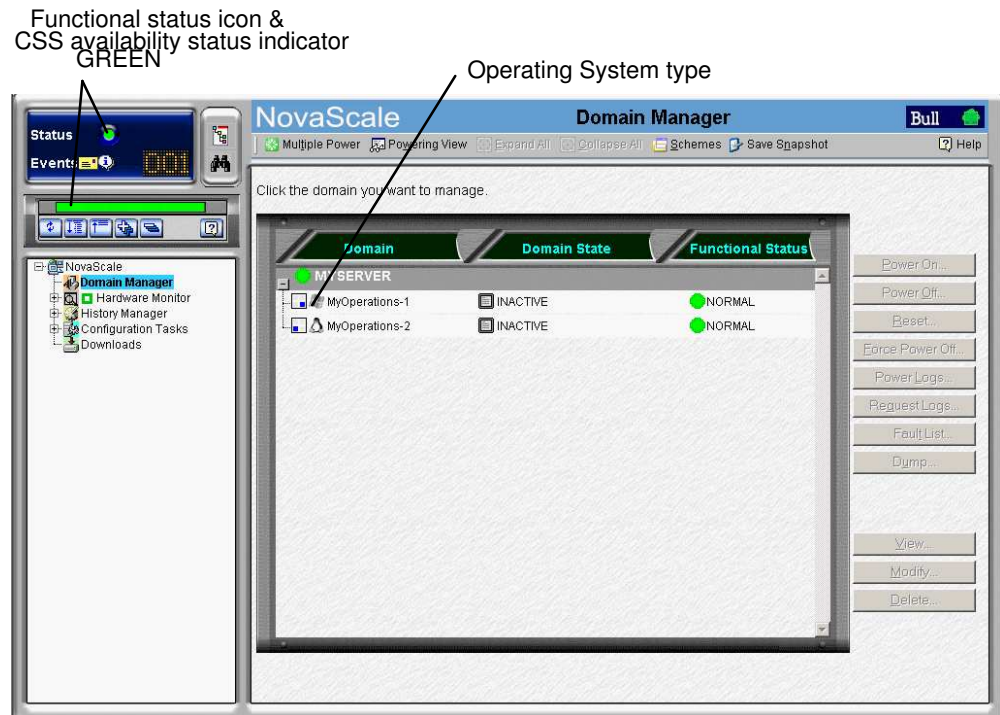 Functional status icon &
CSS availability status indicator
GREEN
Operating System type
Status
Events
NovaScale
Domain Manager
Bull
Multiple Power
Powering View
Expand All
Collapse All
Schemes
Save Snapshot
Help
Click the domain you want to manage.
Domain
Domain State
Functional Status
MYSERVER
MyOperations-1
INACTIVE
NORMAL
MyOperations-2
INACTIVE
NORMAL
NovaScale
Domain Manager
Hardware Monitor
History Manager
Configuration Tasks
Downloads
Power On...
Power Off...
Reset...
Force Power Off...
Power Logs...
Request Logs...
Fault List...
Dump...
View...
Modify...
Delete...